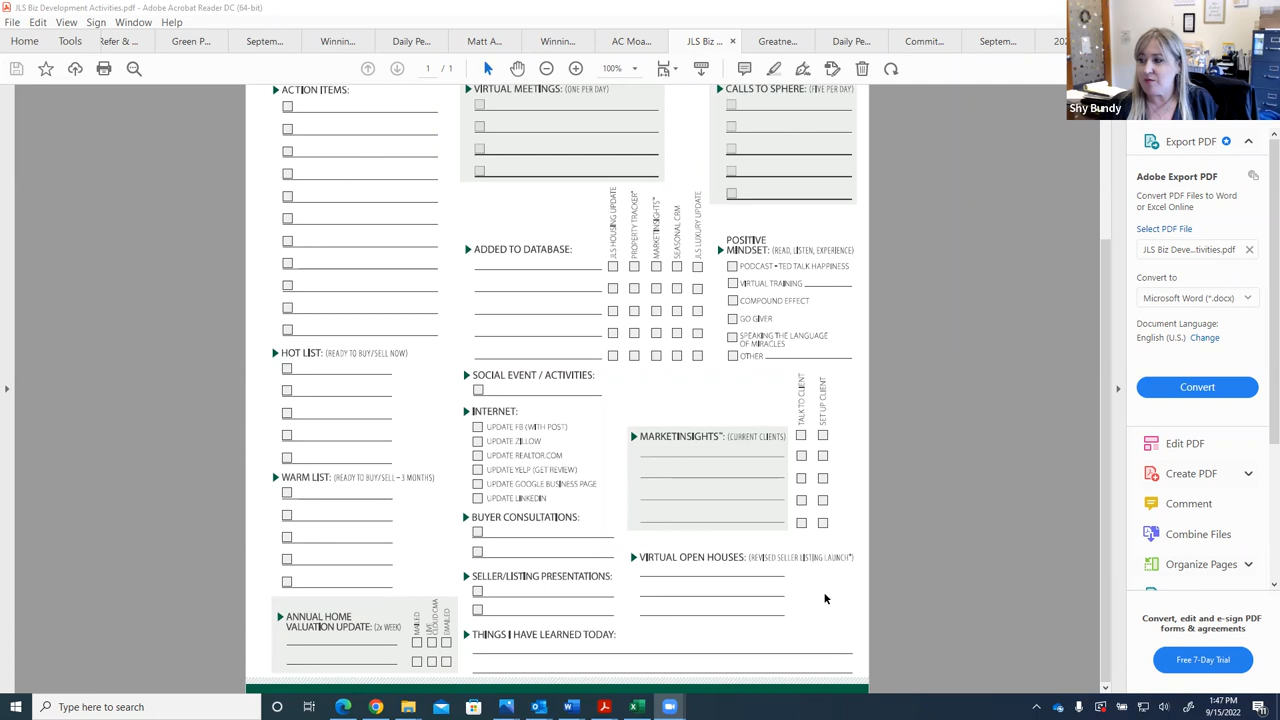 JLS Biz Development Activities.pdf - Adobe Acrobat Reader DC (64-bit)
File Edit View Sign Window Help
Home Tools Refer & ... Green P... Septem... Winnin... Daily Pe... Matt A... Winnin... AC Moa... JLS Biz ... × Greatne... Daily Pe... Commit... Septem... 202
1 / 1 100%
Shy Bundy
ACTION ITEMS:
VIRTUAL MEETINGS: (ONE PER DAY)
CALLS TO SPHERE: (FIVE PER DAY)
ADDED TO DATABASE:
JLS HOUSING UPDATE
PROPERTY TRACKER®
MARKETINSIGHTS™
SEASONAL CRM
JLS LUXURY UPDATE
POSITIVE
MINDSET: (READ, LISTEN, EXPERIENCE)
PODCAST - TED TALK HAPPINESS
VIRTUAL TRAINING
COMPOUND EFFECT
GO GIVER
SPEAKING THE LANGUAGE
OF MIRACLES
OTHER
HOT LIST: (READY TO BUY/SELL NOW)
WARM LIST: (READY TO BUY/SELL ~ 3 MONTHS)
ANNUAL HOME
VALUATION UPDATE: (2x WEEK)
MAILED
LIVE
CLOUD CMA
EMAILED
SOCIAL EVENT / ACTIVITIES:
INTERNET:
UPDATE FB (WITH POST)
UPDATE ZILLOW
UPDATE REALTOR.COM
UPDATE YELP (GET REVIEW)
UPDATE GOOGLE BUSINESS PAGE
UPDATE LINKEDIN
BUYER CONSULTATIONS:
SELLER/LISTING PRESENTATIONS:
THINGS I HAVE LEARNED TODAY:
MARKETINSIGHTS™: (CURRENT CLIENTS)
TALK TO CLIENT
SET UP CLIENT
VIRTUAL OPEN HOUSES: (REVISED SELLER LISTING LAUNCH®)
Export PDF
Adobe Export PDF
Convert PDF Files to Word
or Excel Online
Select PDF File
JLS Biz Deve...tivities.pdf ×
Convert to
Microsoft Word (*.docx)
Document Language:
English (U.S.) Change
Convert
Edit PDF
Create PDF
Comment
Combine Files
Organize Pages
Convert, edit and e-sign PDF
forms & agreements
Free 7-Day Trial
Type here to search
1:47 PM
9/15/2022